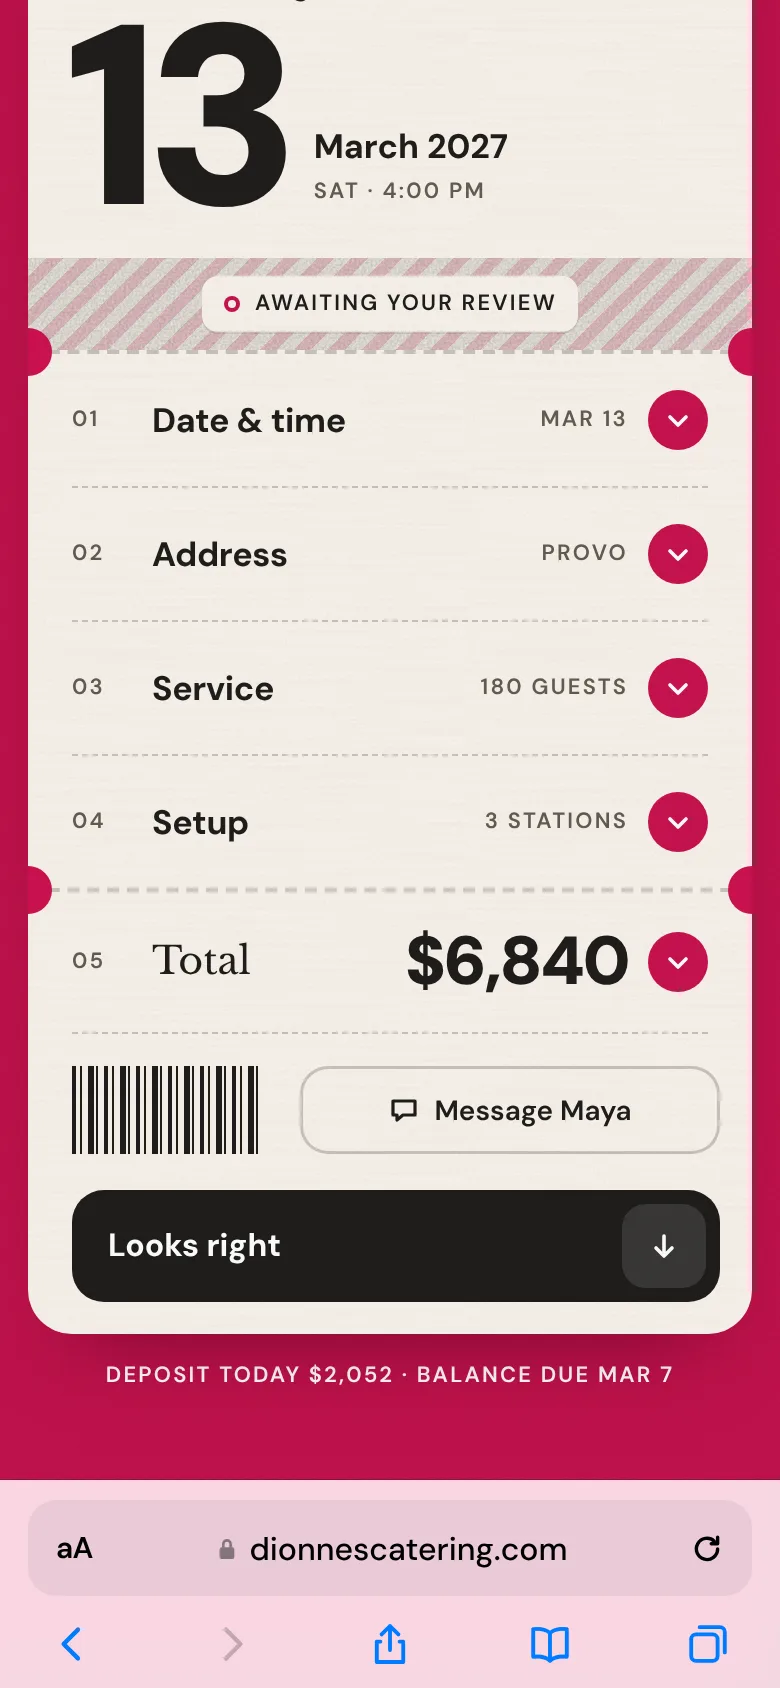 13
March 2027
SAT · 4:00 PM
AWAITING YOUR REVIEW
01 Date & time MAR 13
02 Address PROVO
03 Service 180 GUESTS
04 Setup 3 STATIONS
05 Total $6,840
Message Maya
Looks right
DEPOSIT TODAY $2,052 · BALANCE DUE MAR 7
aA dionnescatering.com